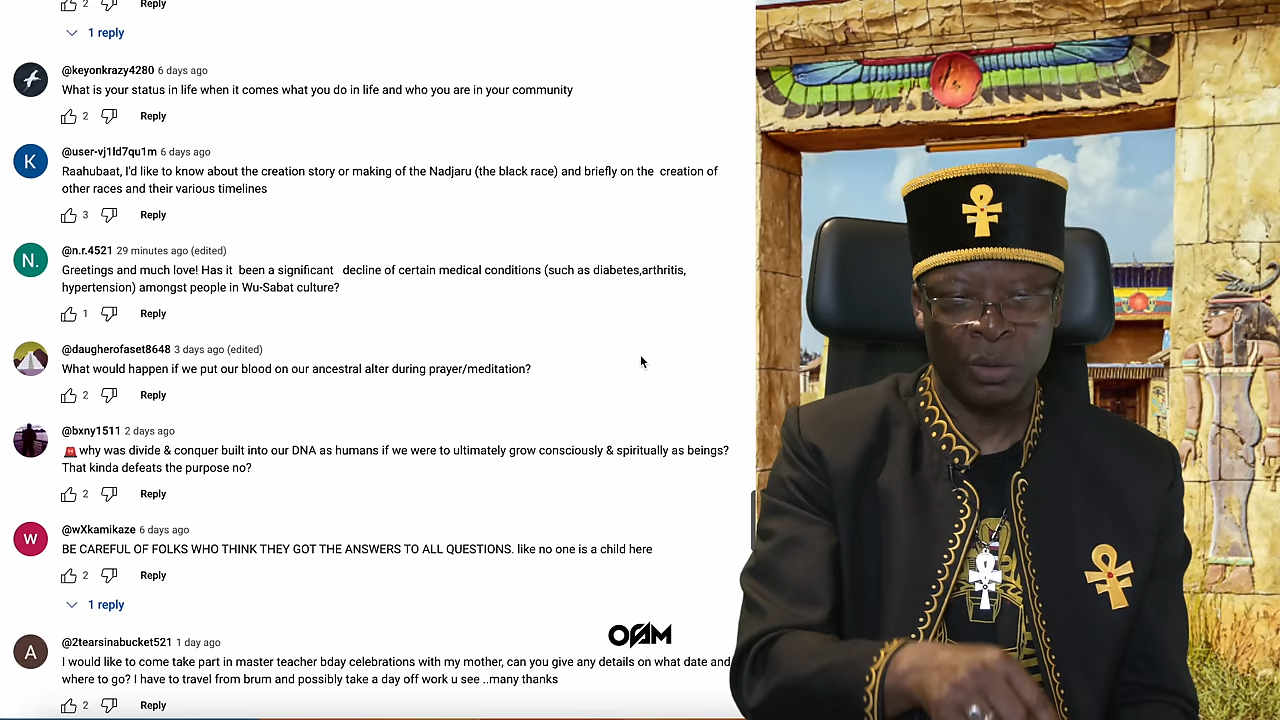 2 Reply
1 reply
@keyonkrazy4280 6 days ago
What is your status in life when it comes what you do in life and who you are in your community
2 Reply
K @user-vj1ld7qu1m 6 days ago
Raahubaat, I'd like to know about the creation story or making of the Nadjaru (the black race) and briefly on the creation of
other races and their various timelines
3 Reply
N. @n.r.4521 29 minutes ago (edited)
Greetings and much love! Has it been a significant decline of certain medical conditions (such as diabetes,arthritis,
hypertension) amongst people in Wu-Sabat culture?
1 Reply
@daugherofaset8648 3 days ago (edited)
What would happen if we put our blood on our ancestral alter during prayer/meditation?
2 Reply
@bxny1511 2 days ago
🚨why was divide & conquer built into our DNA as humans if we were to ultimately grow consciously & spiritually as beings?
That kinda defeats the purpose no?
2 Reply
W @wXkamikaze 6 days ago
BE CAREFUL OF FOLKS WHO THINK THEY GOT THE ANSWERS TO ALL QUESTIONS. like no one is a child here
2 Reply
1 reply
A @2tearsinabucket521 1 day ago
I would like to come take part in master teacher bday celebrations with my mother, can you give any details on what date and
where to go? I have to travel from brum and possibly take a day off work u see ..many thanks
2 Reply